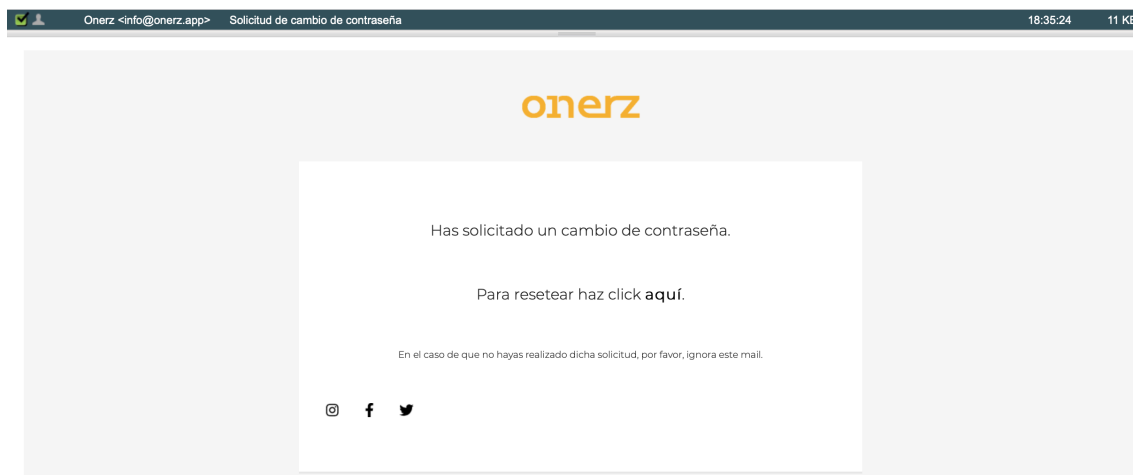 Onerz <info@onerz.app> Solicitud de cambio de contraseña 18:35:24 11 KB
onerz
Has solicitado un cambio de contraseña.
Para resetear haz click aquí.
En el caso de que no hayas realizado dicha solicitud, por favor, ignora este mail.